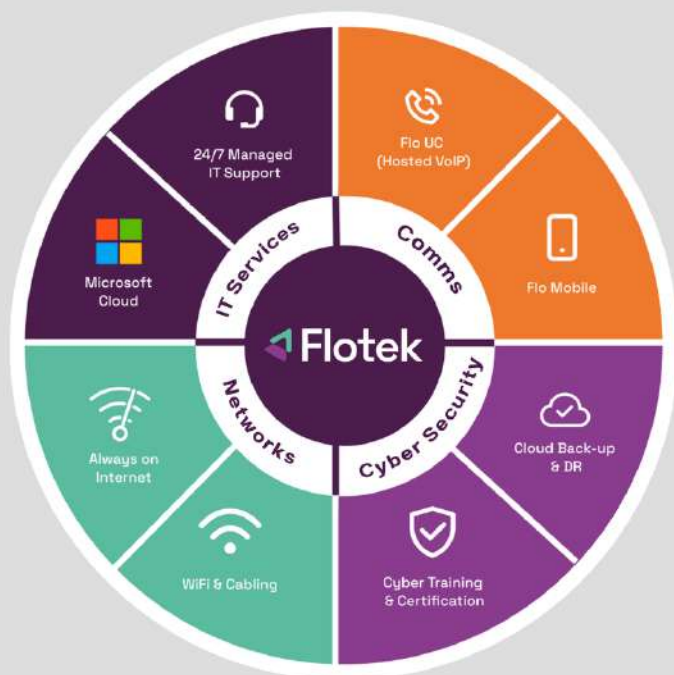 24/7 Managed
IT Support
Flo UC
(Hosted VoIP)
Microsoft
Cloud
Flo Mobile
IT Services
Comms
Flotek
Networks
Cyber Security
Always on
Internet
Cloud Back-up
& DR
WiFi & Cabling
Cyber Training
& Certification